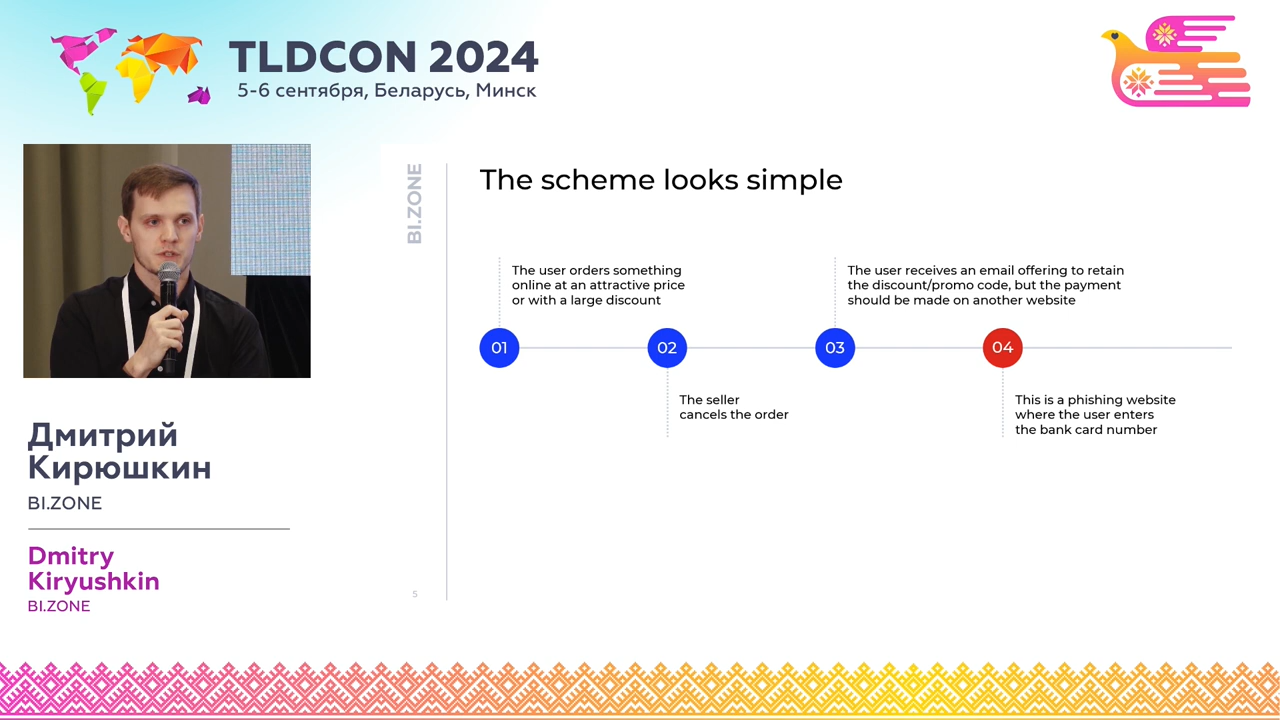 TLDCON 2024
5-6 сентября, Беларусь, Минск
Дмитрий
Кирюшкин
BI.ZONE
Dmitry
Kiryushkin
BI.ZONE
BI.ZONE
The scheme looks simple
The user orders something
online at an attractive price
or with a large discount
01
02
The seller
cancels the order
The user receives an email offering to retain
the discount/promo code, but the payment
should be made on another website
03
04
This is a phishing website
where the user enters
the bank card number
5